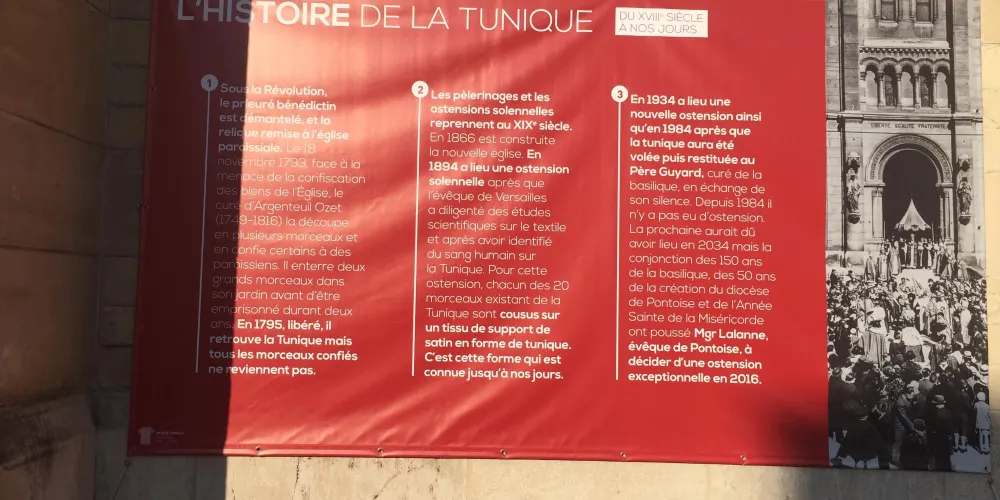 L'HISTOIRE DE LA TUNIQUE
DU XVIIIᵉ SIÈCLE
À NOS JOURS
1
Sous la Révolution,
le prieuré bénédictin
est démantelé, et la
relique remise à l'église
paroissiale. Le 18
novembre 1793, face à la
menace de la confiscation
des biens de l'Église, le
curé d'Argenteuil Ozet
(1749-1816) la découpe
en plusieurs morceaux et
en confie certains à des
paroissiens. Il enterre deux
grands morceaux dans
son jardin avant d'être
emprisonné durant deux
ans. En 1795, libéré, il
retrouve la Tunique mais
tous les morceaux confiés
ne reviennent pas.
2
Les pèlerinages et les
ostensions solennelles
reprennent au XIXᵉ siècle.
En 1866 est construite
la nouvelle église. En
1894 a lieu une ostension
solennelle après que
l'évêque de Versailles
a diligenté des études
scientifiques sur le textile
et après avoir identifié
du sang humain sur
la Tunique. Pour cette
ostension, chacun des 20
morceaux existant de la
Tunique sont cousus sur
un tissu de support de
satin en forme de tunique.
C'est cette forme qui est
connue jusqu'à nos jours.
3
En 1934 a lieu une
nouvelle ostension ainsi
qu'en 1984 après que
la tunique aura été
volée puis restituée au
Père Guyard, curé de la
basilique, en échange de
son silence. Depuis 1984 il
n'y a pas eu d'ostension.
La prochaine aurait dû
avoir lieu en 2034 mais la
conjonction des 150 ans
de la basilique, des 50 ans
de la création du diocèse
de Pontoise et de l'Année
Sainte de la Miséricorde
ont poussé Mgr Lalanne,
évêque de Pontoise, à
décider d'une ostension
exceptionnelle en 2016.
LIBERTÉ ÉGALITÉ FRATERNITÉ